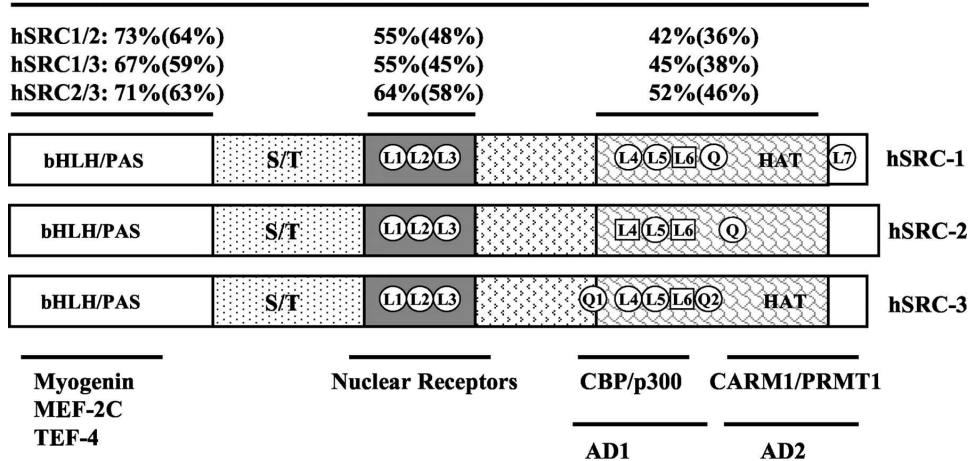 hSRC1/2: 73%(64%) 55%(48%) 42%(36%)
hSRC1/3: 67%(59%) 55%(45%) 45%(38%)
hSRC2/3: 71%(63%) 64%(58%) 52%(46%)
bHLH/PAS S/T L1 L2 L3 L4 L5 L6 Q HAT L7 hSRC-1
bHLH/PAS S/T L1 L2 L3 L4 L5 L6 Q hSRC-2
bHLH/PAS S/T L1 L2 L3 Q1 L4 L5 L6 Q2 HAT hSRC-3
Myogenin Nuclear Receptors CBP/p300 CARM1/PRMT1
MEF-2C
TEF-4 AD1 AD2